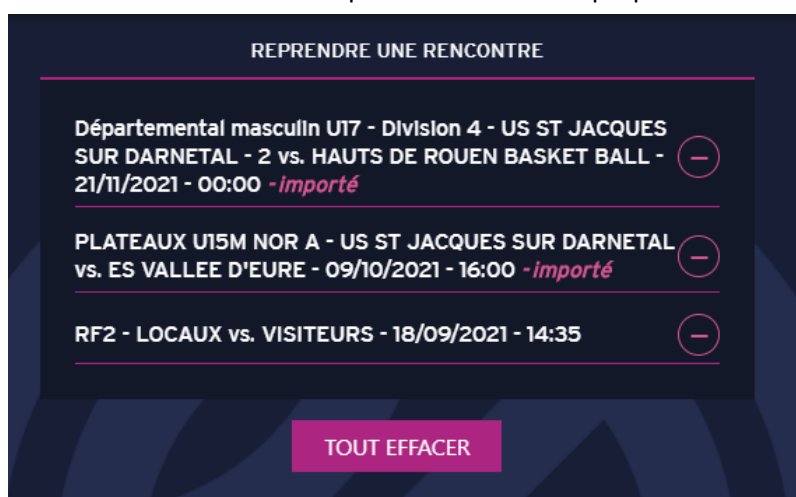 REPRENDRE UNE RENCONTRE
Départemental masculin U17 - Division 4 - US ST JACQUES
SUR DARNETAL - 2 vs. HAUTS DE ROUEN BASKET BALL -
21/11/2021 - 00:00 - importé
PLATEAUX U15M NOR A - US ST JACQUES SUR DARNETAL
vs. ES VALLEE D'EURE - 09/10/2021 - 16:00 - importé
RF2 - LOCAUX vs. VISITEURS - 18/09/2021 - 14:35
TOUT EFFACER